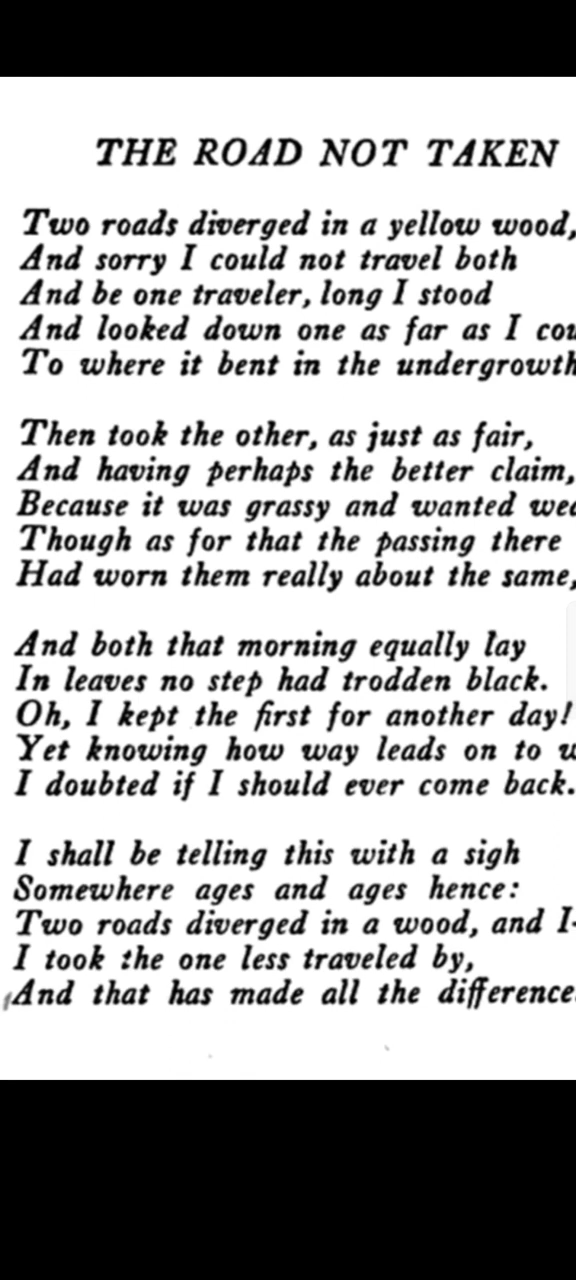 THE ROAD NOT TAKEN
Two roads diverged in a yellow wood,
And sorry I could not travel both
And be one traveler, long I stood
And looked down one as far as I
To where it bent in the undergrowth
Then took the other, as just as fair,
And having perhaps the better claim,
Because it was grassy and wanted
Though as for that the passing there
Had worn them really about the same,
And both that morning equally lay
In leaves no step had trodden black.
Oh, I kept the first for another day!
Yet knowing how way leads on to
I doubted if I should ever come back.
I shall be telling this with a sigh
Somewhere ages and ages hence:
Two roads diverged in a wood, and I-
I took the one less traveled by,
And that has made all the difference.